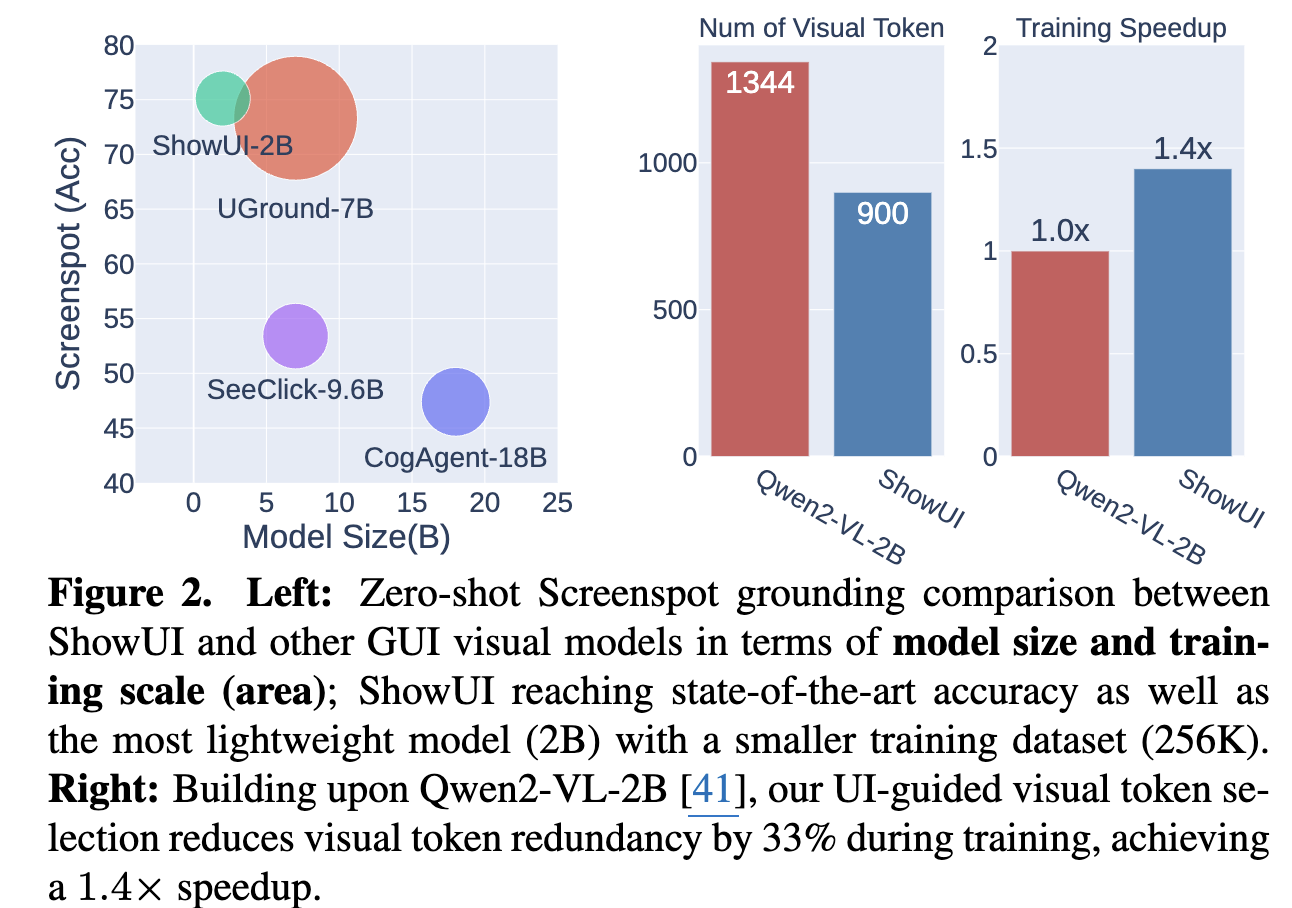 80
75
70
65
60
55
50
45
40
Screenspot (Acc)
ShowUI-2B
UGround-7B
SeeClick-9.6B
CogAgent-18B
0 5 10 15 20 25
Model Size(B)
Num of Visual Token
1000
500
0
1344
900
Qwen2-VL-2B
ShowUI
Training Speedup
2
1.5
1
0.5
0
1.0x
1.4x
Qwen2-VL-2B
ShowUI
Figure 2. Left: Zero-shot Screenspot grounding comparison between
ShowUI and other GUI visual models in terms of model size and train-
ing scale (area); ShowUI reaching state-of-the-art accuracy as well as
the most lightweight model (2B) with a smaller training dataset (256K).
Right: Building upon Qwen2-VL-2B [41], our UI-guided visual token se-
lection reduces visual token redundancy by 33% during training, achieving
a 1.4× speedup.